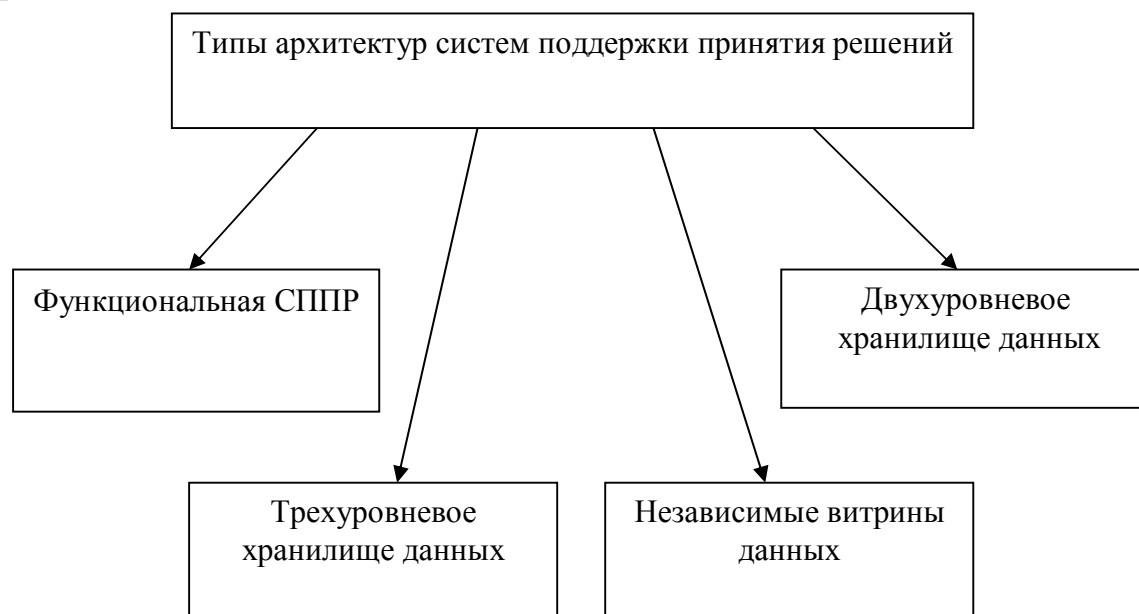 Типы архитектур систем поддержки принятия решений
Функциональная СППР
Двухуровневое
хранилище данных
Трехуровневое
хранилище данных
Независимые витрины
данных